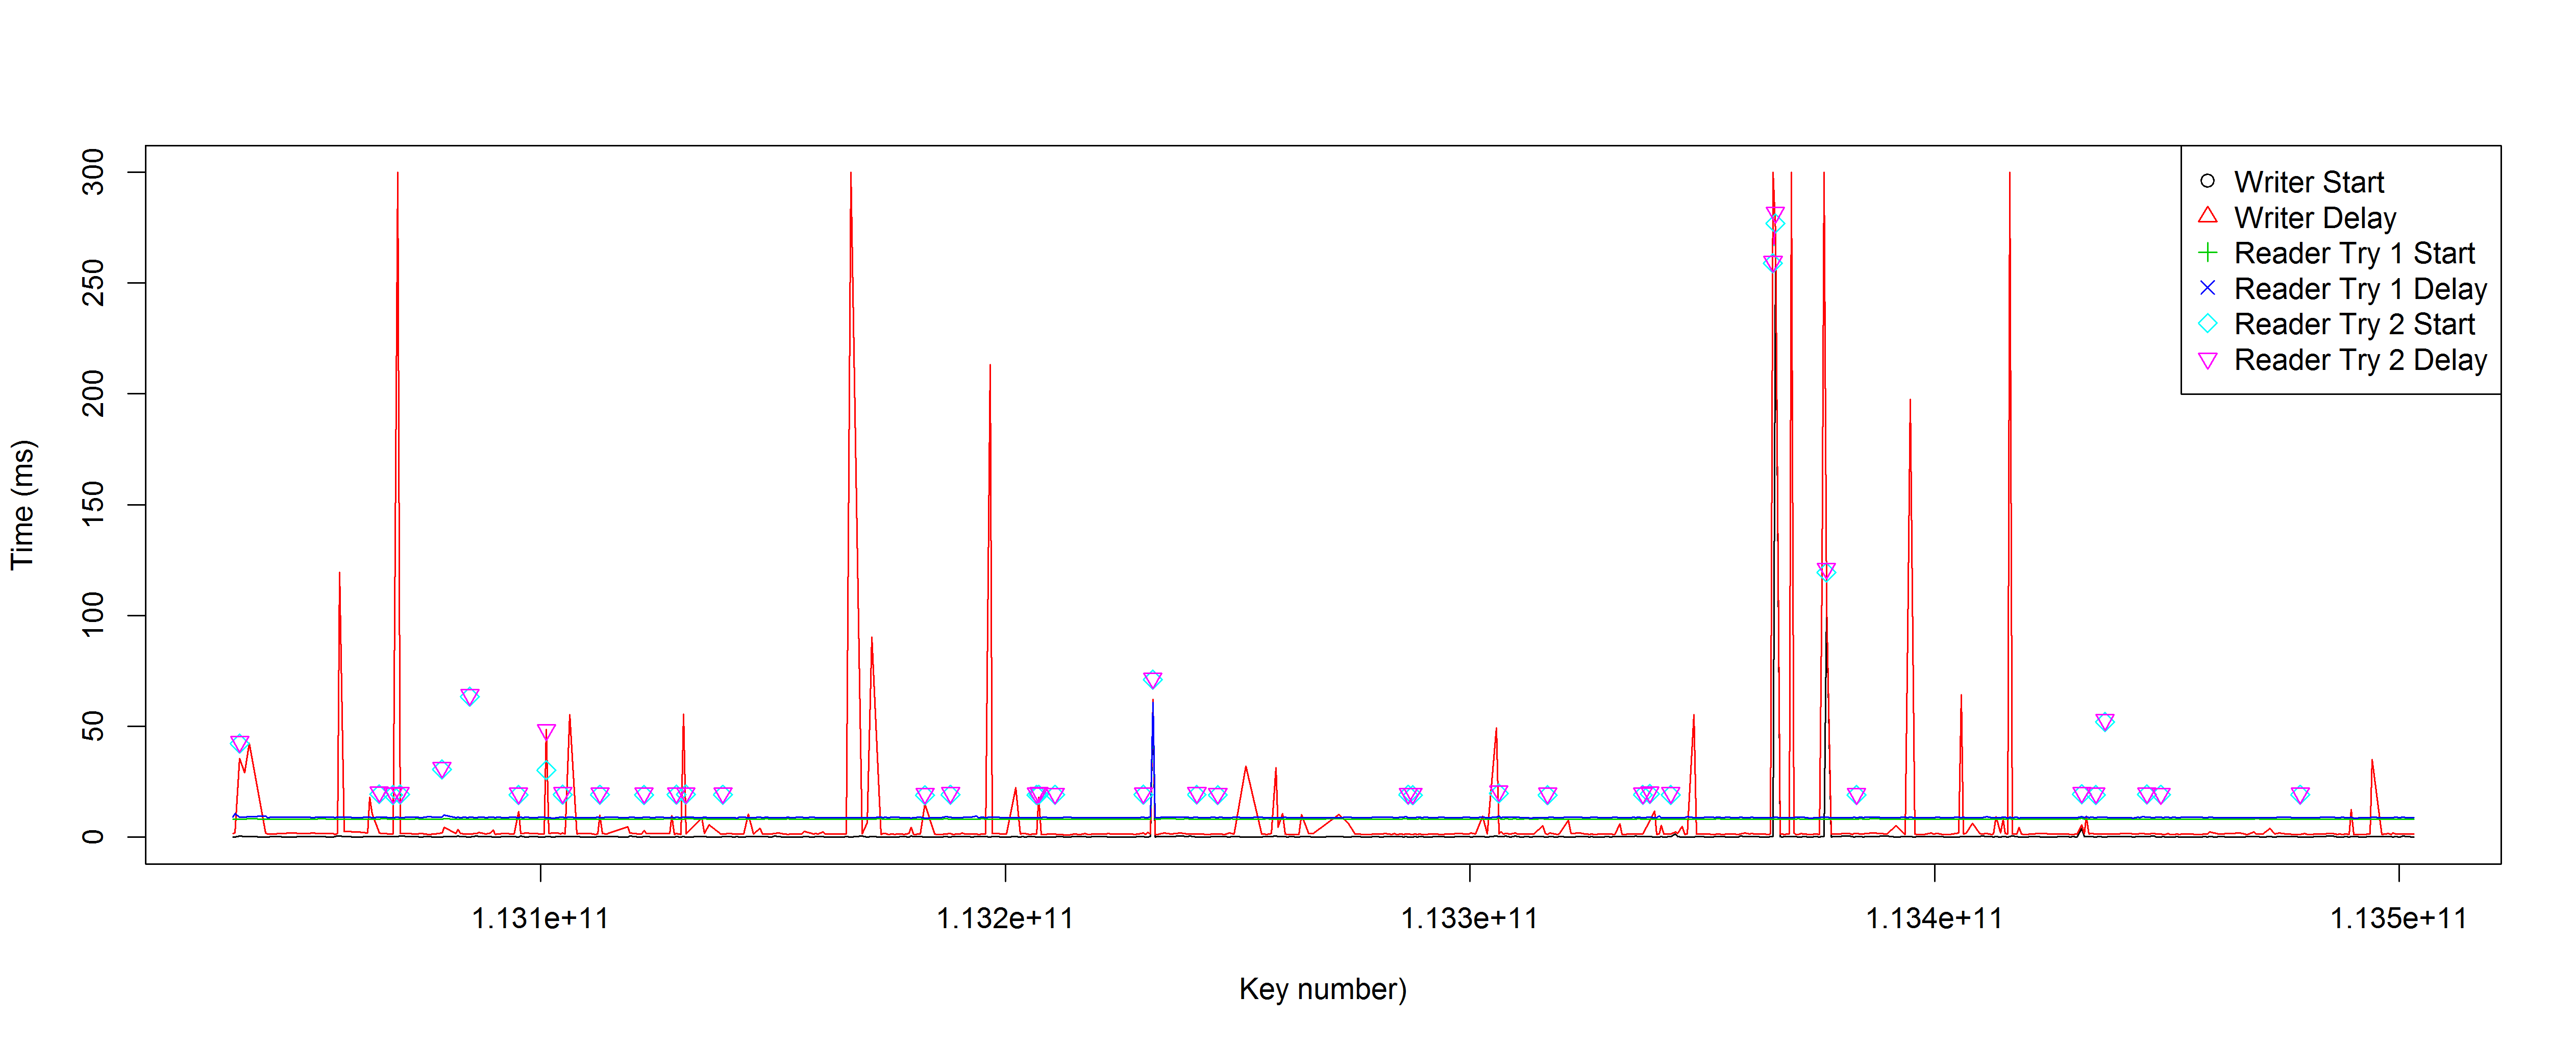 300
250
200
150
100
50
0
Time (ms)
Writer Start
Writer Delay
Reader Try 1 Start
Reader Try 1 Delay
Reader Try 2 Start
Reader Try 2 Delay
1.131e+11 1.132e+11 1.133e+11 1.134e+11 1.135e+11
Key number)